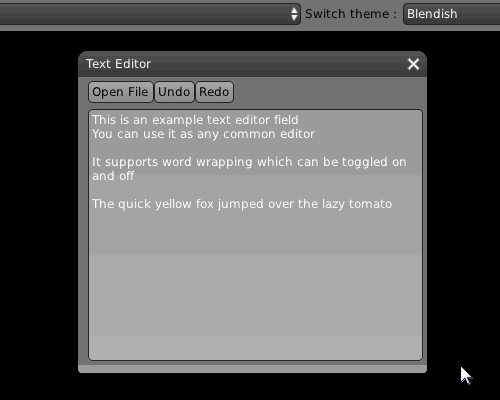 Switch theme : Blendish
Text Editor
Open File Undo Redo
This is an example text editor field
You can use it as any common editor
It supports word wrapping which can be toggled on
and off
The quick yellow fox jumped over the lazy tomato